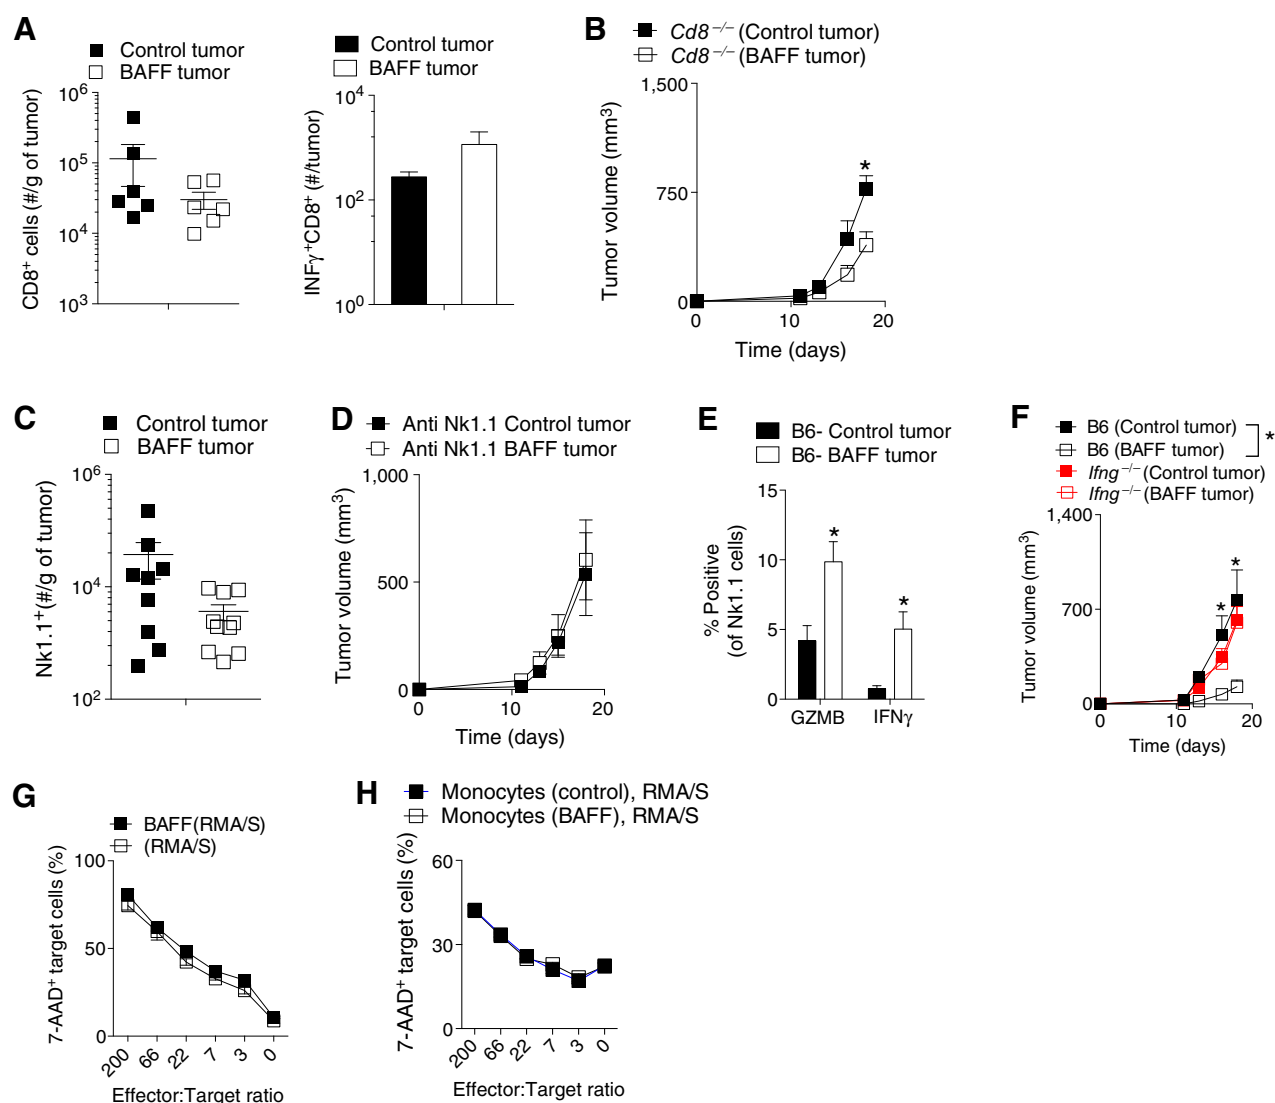 A
Control tumor
BAFF tumor
CD8+ cells (#/g of tumor)
10^6
10^5
10^4
10^3
Control tumor
BAFF tumor
INFγ+CD8+ (#/tumor)
10^4
10^2
10^0
B
Cd8−/− (Control tumor)
Cd8−/− (BAFF tumor)
Tumor volume (mm3)
1,500
750
0
*
0 10 20
Time (days)
C
Control tumor
BAFF tumor
Nk1.1+(#/g of tumor)
10^6
10^4
10^2
D
Anti Nk1.1 Control tumor
Anti Nk1.1 BAFF tumor
Tumor volume (mm3)
1,000
500
0
0 10 20
Time (days)
E
B6- Control tumor
B6- BAFF tumor
% Positive
(of Nk1.1 cells)
15
10
5
0
* *
GZMB IFNγ
F
B6 (Control tumor)
B6 (BAFF tumor)
*
Ifng−/− (Control tumor)
Ifng−/− (BAFF tumor)
Tumor volume (mm3)
1,400
700
0
* *
0 10 20
Time (days)
G
BAFF(RMA/S)
(RMA/S)
7-AAD+ target cells (%)
100
50
0
200 66 22 7 3 0
Effector:Target ratio
H
Monocytes (control), RMA/S
Monocytes (BAFF), RMA/S
7-AAD+ target cells (%)
60
30
0
200 66 22 7 3 0
Effector:Target ratio